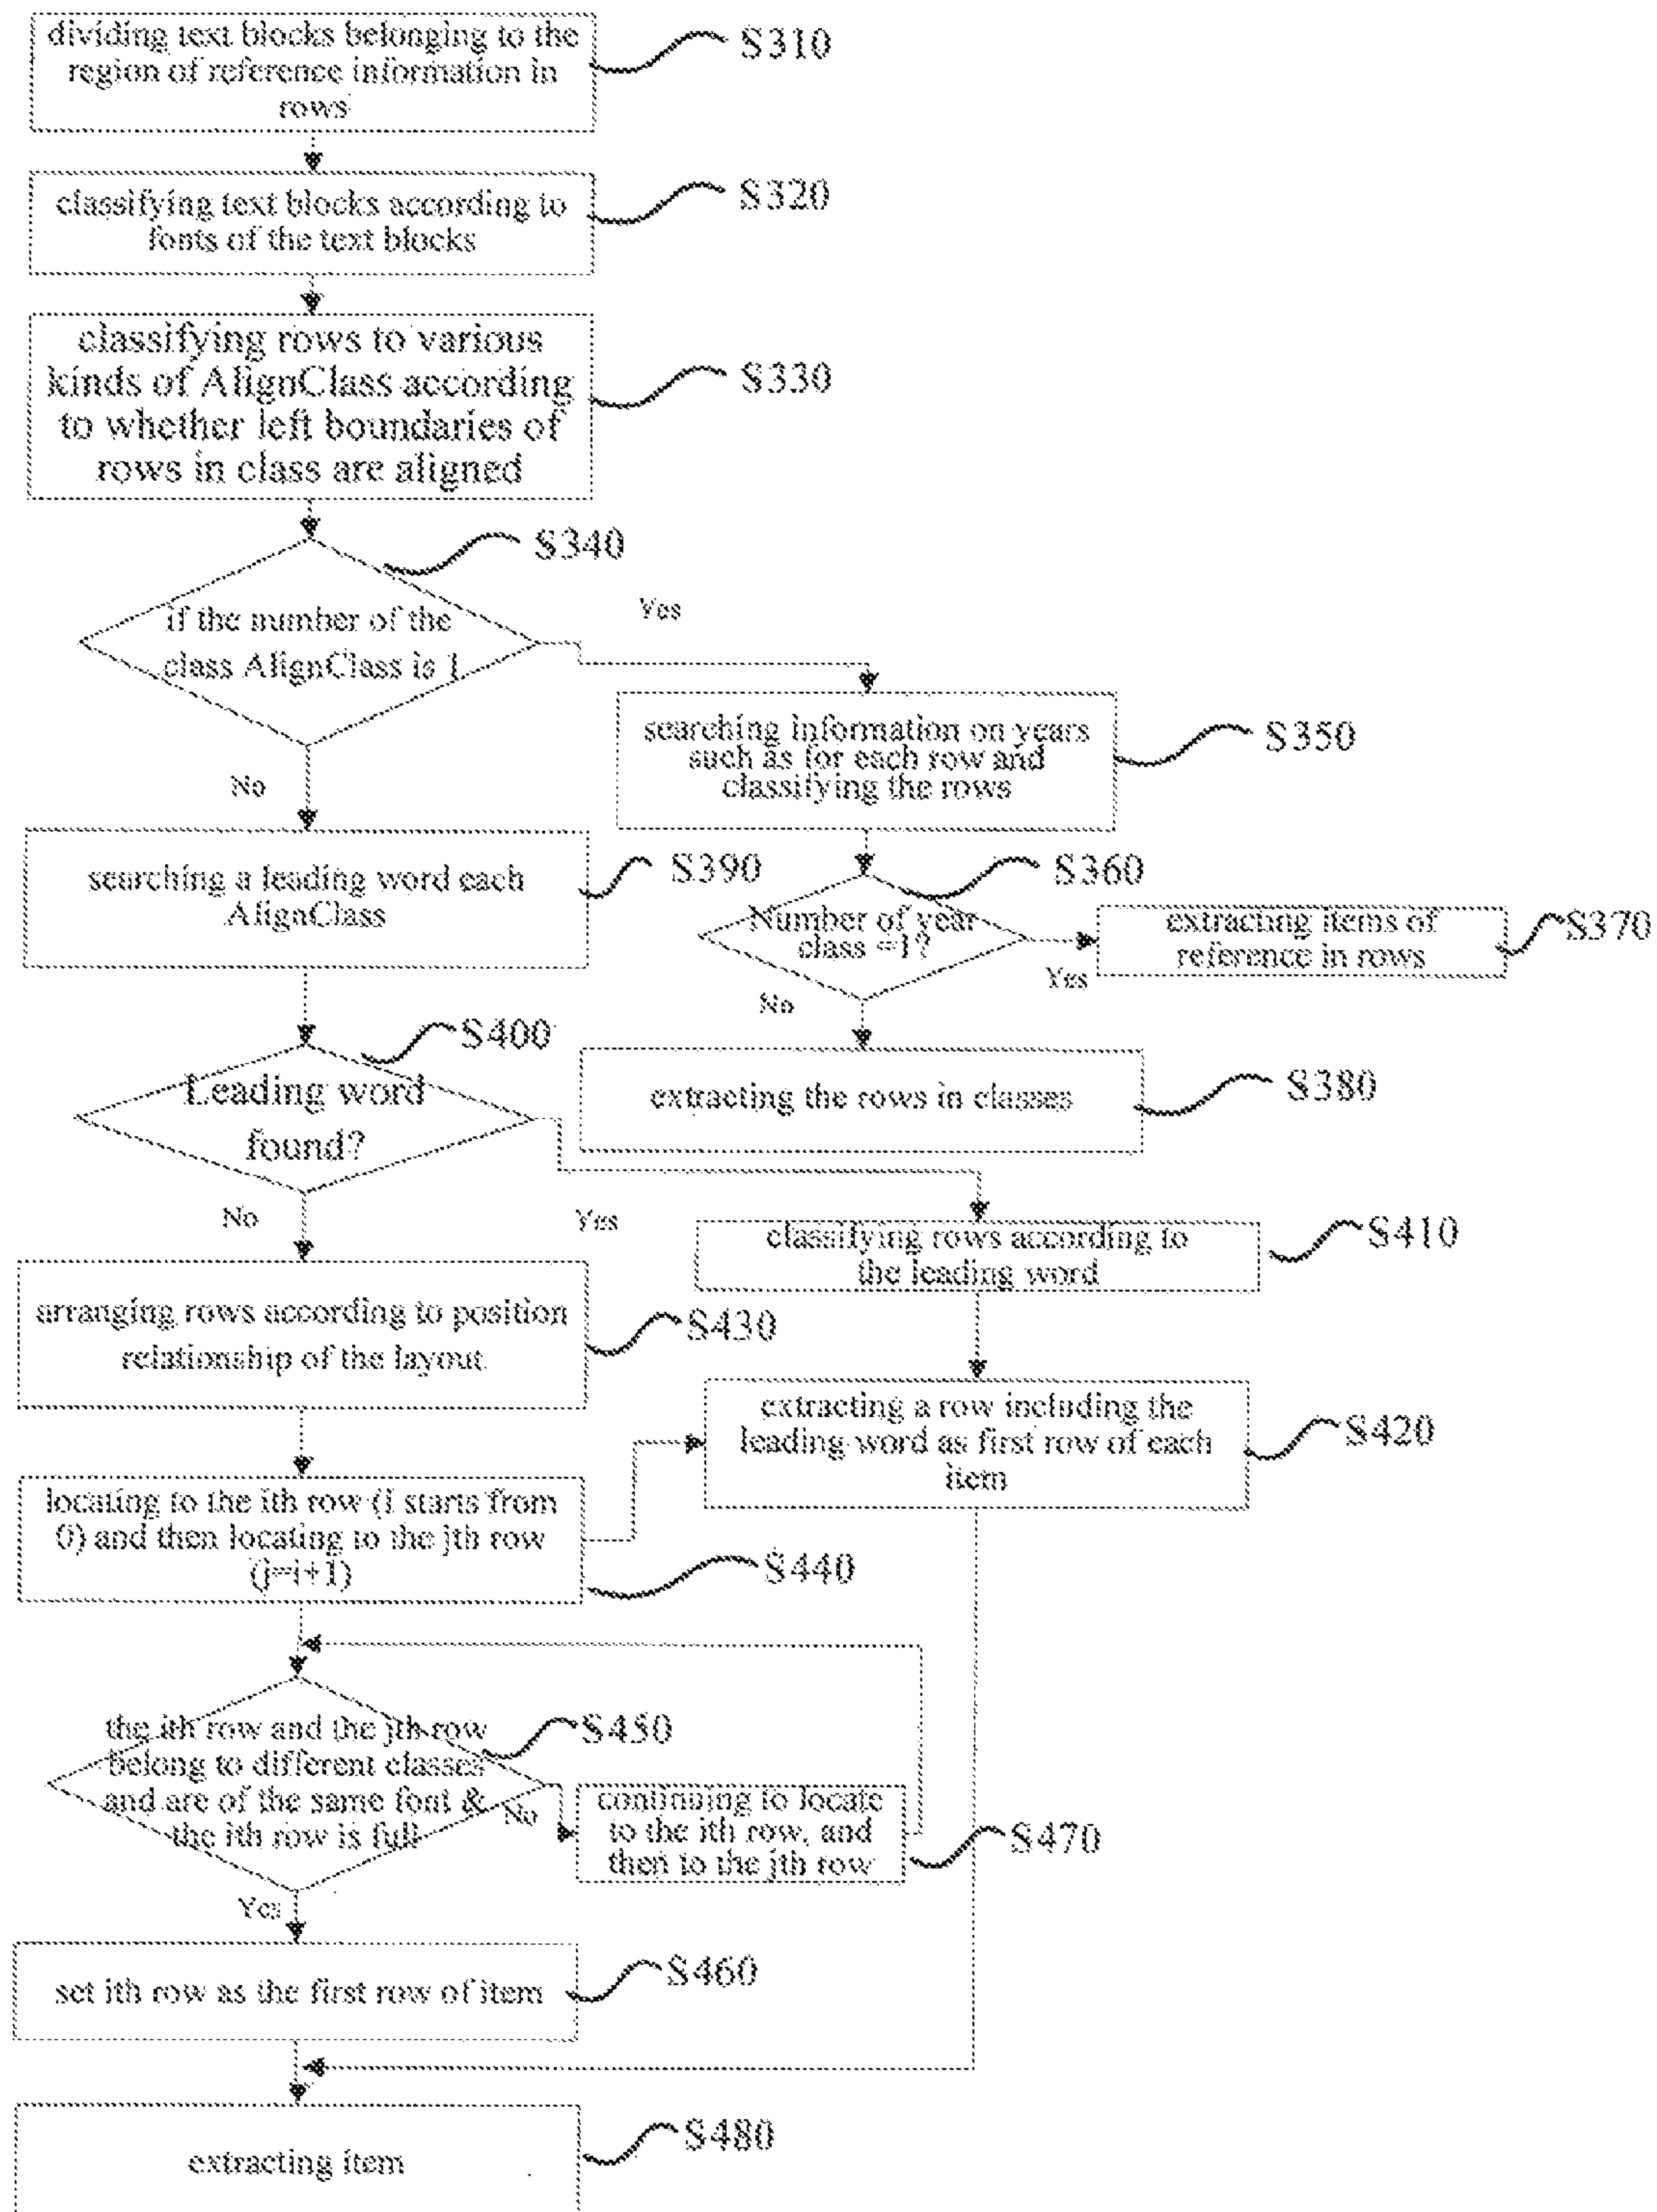 dividing text blocks belonging to the
region of reference information in
rows
S310
classifying text blocks according to
fonts of the text blocks
S320
classifying rows to various
kinds of AlignClass according
to whether left boundaries of
rows in class are aligned
S330
S340
if the number of the
class AlignClass is 1
Yes
No
searching information on years
such as for each row and
classifying the rows
S350
searching a leading word each
AlignClass
S390
S360
Number of year
class =1?
Yes
No
extracting items of
reference in rows
S370
S400
Leading word
found?
No
Yes
extracting the rows in classes
S380
classifying rows according to
the leading word
S410
arranging rows according to position
relationship of the layout
S430
extracting a row including the
leading word as first row of each
item
S420
locating to the ith row (i starts from
0) and then locating to the jth row
(j=i+1)
S440
the ith row and the jth row
belong to different classes
and are of the same font &
the ith row is full
S450
No
Yes
continuing to locate
to the ith row, and
then to the jth row
S470
set ith row as the first row of item
S460
extracting item
S480